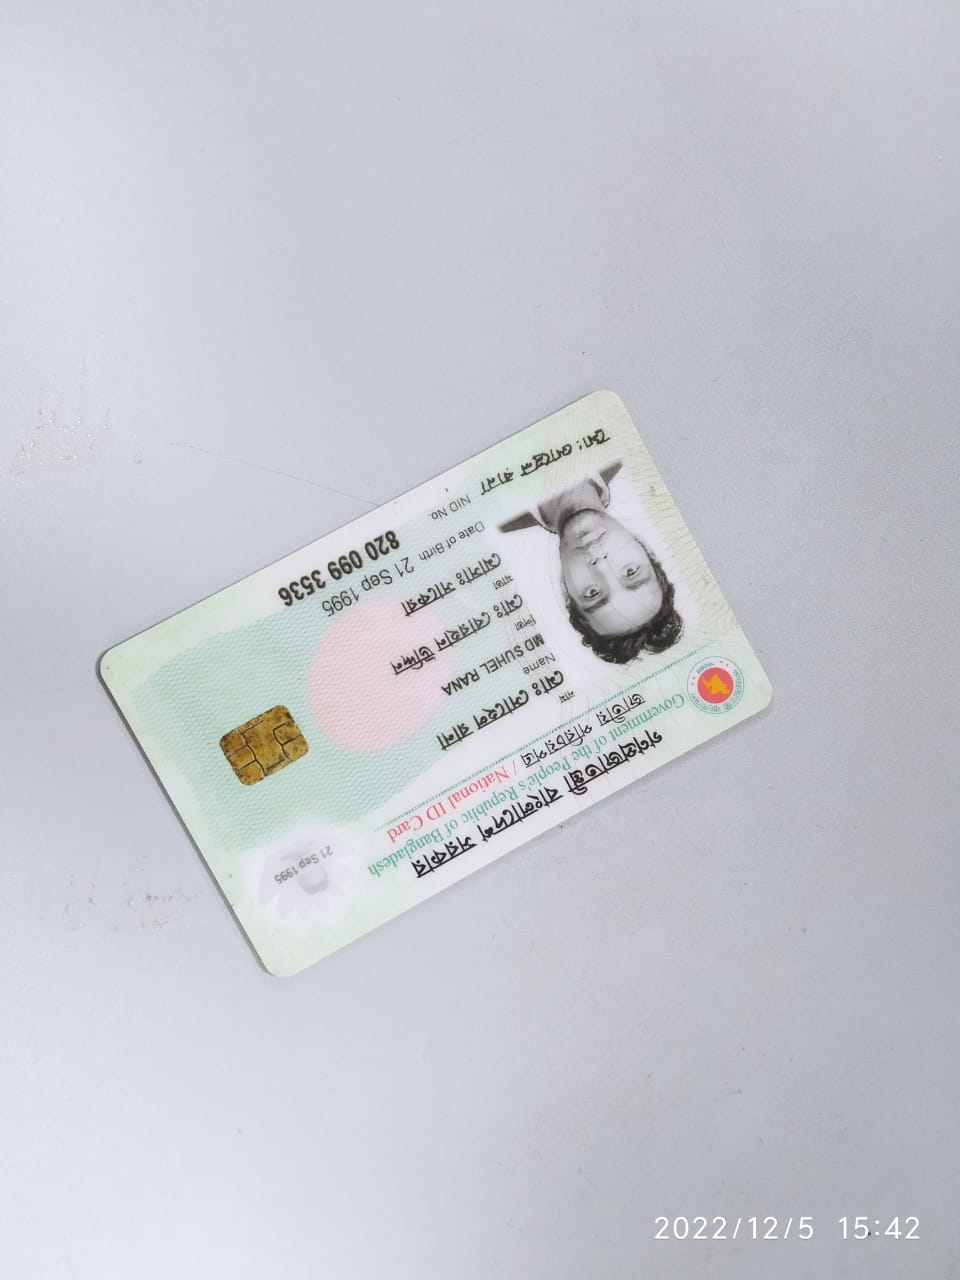 গণপ্রজাতন্ত্রী বাংলাদেশ সরকার
Government of the People's Republic of Bangladesh
জাতীয় পরিচয়পত্র / National ID Card
নাম
মোঃ সোহেল রানা
Name
MD SUHEL RANA
পিতা
মোঃ বোরহান উদ্দিন
মাতা
মোসাঃ সাকেরা
Date of Birth 21 Sep 1995
NID No. 820 099 3536
মো: সোহেল রানা
21 Sep 1995
2022/12/5 15:42